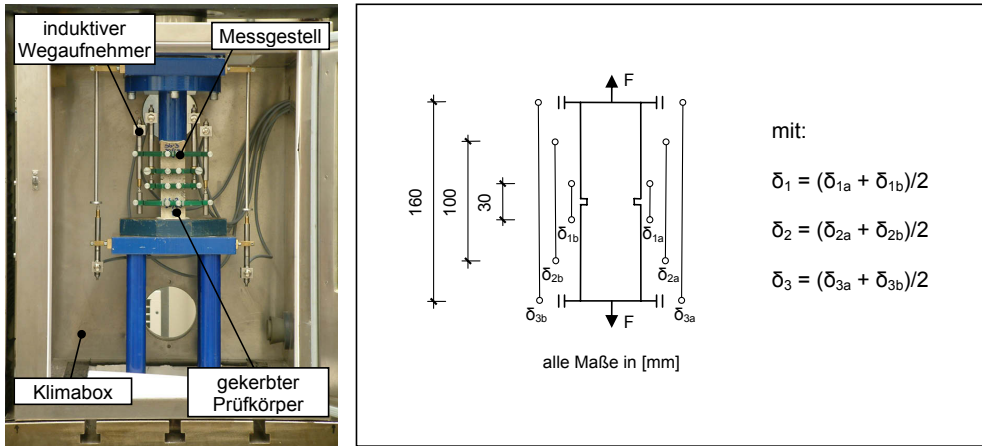 induktiver
Wegaufnehmer
Messgestell
Klimabox
gekerbter
Prüfkörper
F
160
100
30
δ1b
δ1a
δ2b
δ2a
δ3b
δ3a
F
alle Maße in [mm]
mit:
δ1 = (δ1a + δ1b)/2
δ2 = (δ2a + δ2b)/2
δ3 = (δ3a + δ3b)/2